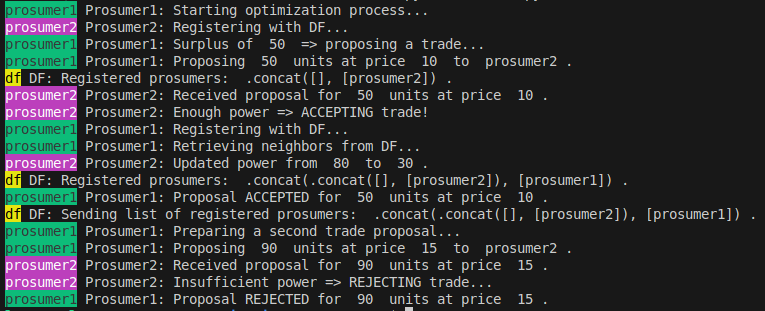 prosumer1 Prosumer1: Starting optimization process...
prosumer2 Prosumer2: Registering with DF...
prosumer1 Prosumer1: Surplus of  50  => proposing a trade...
prosumer1 Prosumer1: Proposing  50  units at price  10  to  prosumer2 .
df DF: Registered prosumers:  .concat([], [prosumer2]) .
prosumer2 Prosumer2: Received proposal for  50  units at price  10 .
prosumer2 Prosumer2: Enough power => ACCEPTING trade!
prosumer1 Prosumer1: Registering with DF...
prosumer1 Prosumer1: Retrieving neighbors from DF...
prosumer2 Prosumer2: Updated power from  80  to  30 .
df DF: Registered prosumers:  .concat(.concat([], [prosumer2]), [prosumer1]) .
prosumer1 Prosumer1: Proposal ACCEPTED for  50  units at price  10 .
df DF: Sending list of registered prosumers:  .concat(.concat([], [prosumer2]), [prosumer1]) .
prosumer1 Prosumer1: Preparing a second trade proposal...
prosumer1 Prosumer1: Proposing  90  units at price  15  to  prosumer2 .
prosumer2 Prosumer2: Received proposal for  90  units at price  15 .
prosumer2 Prosumer2: Insufficient power => REJECTING trade...
prosumer1 Prosumer1: Proposal REJECTED for  90  units at price  15 .